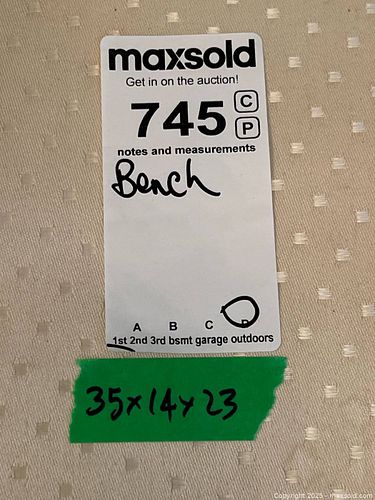 maxsold
Get in on the auction!
745 C
P
notes and measurements
Bench
A B C D
1st 2nd 3rd bsmt garage outdoors
35x14x23
Copyright 2025 - maxsold.com